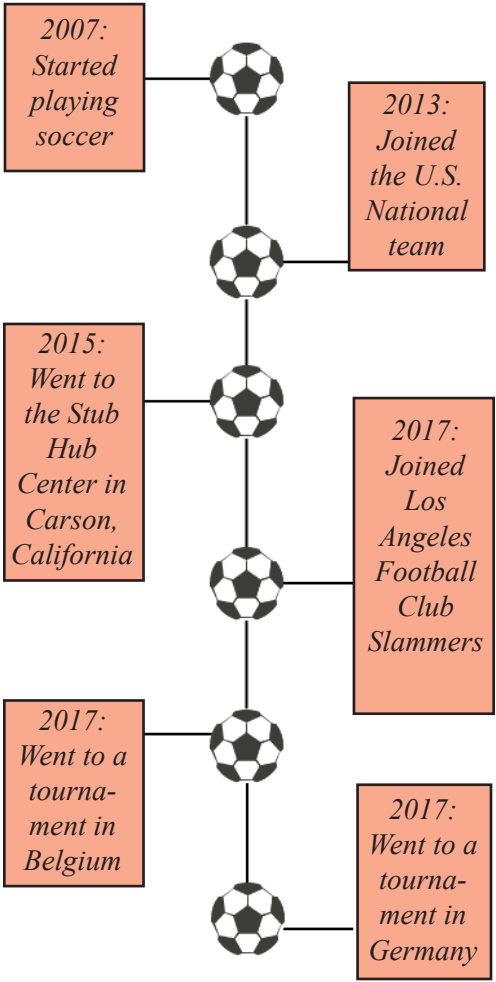 2007:
Started
playing
soccer
2013:
Joined
the U.S.
National
team
2015:
Went to
the Stub
Hub
Center in
Carson,
California
2017:
Joined
Los
Angeles
Football
Club
Slammers
2017:
Went to a
tourna-
ment in
Belgium
2017:
Went to a
tourna-
ment in
Germany